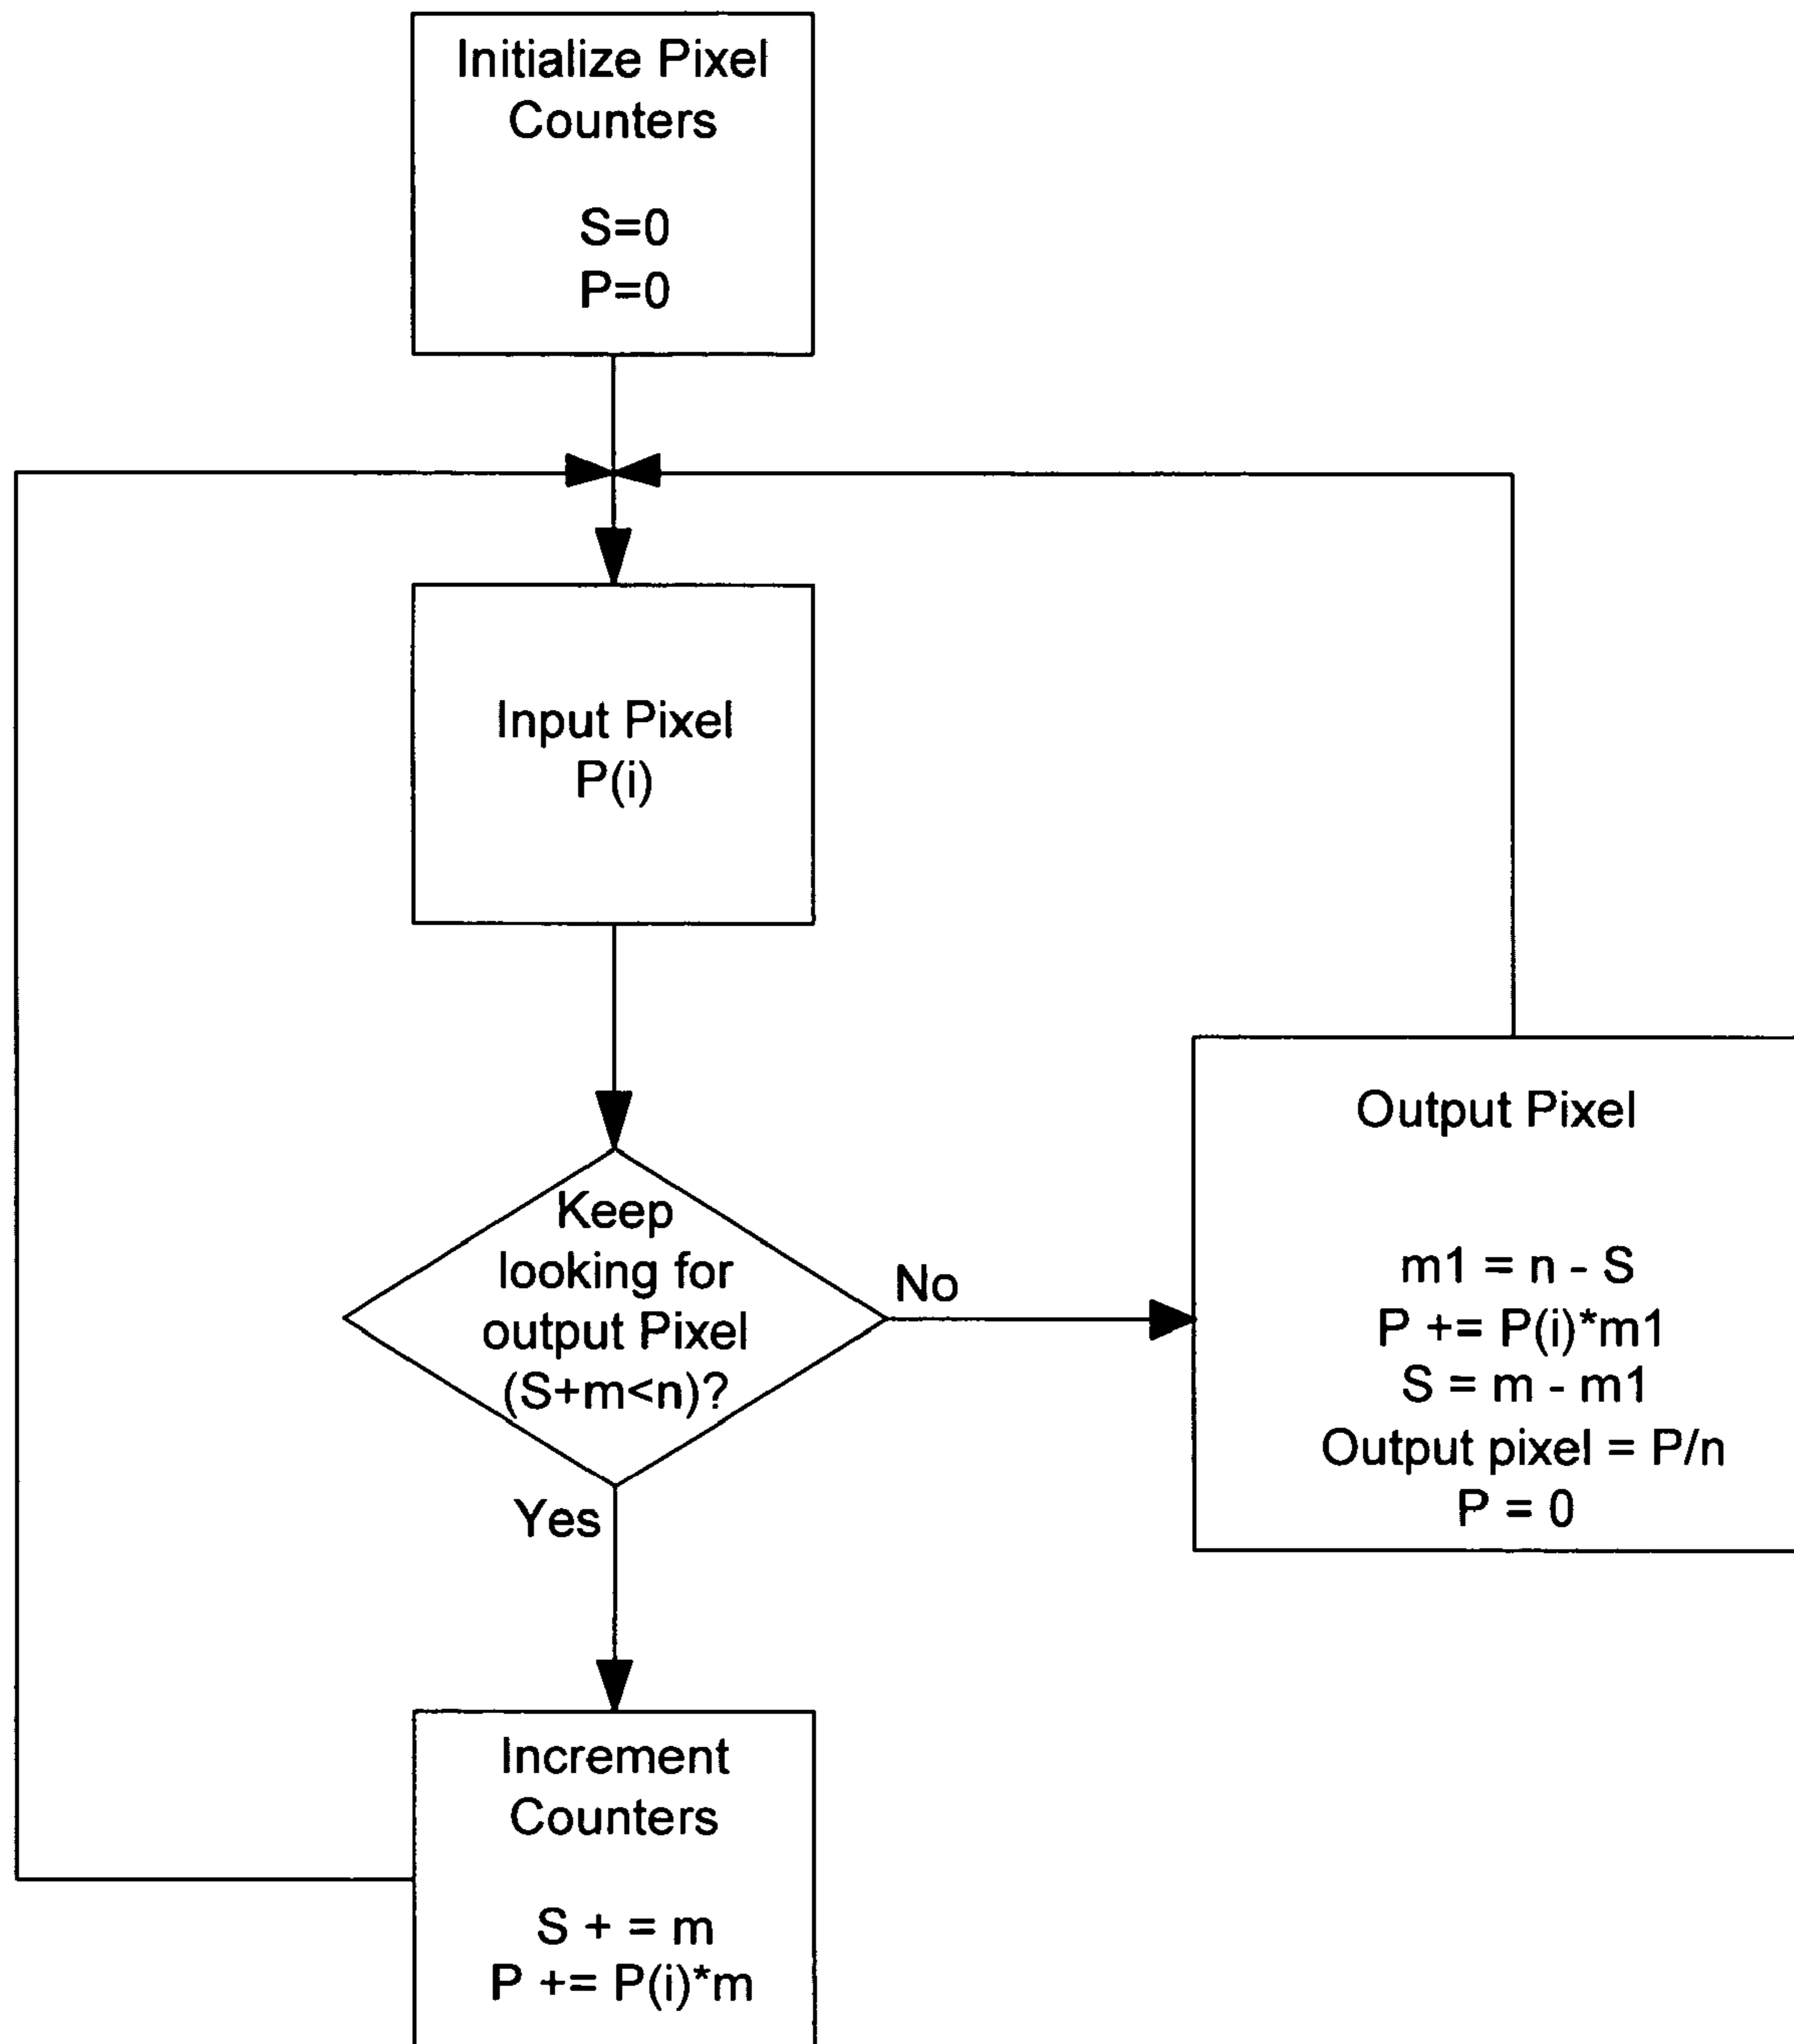 Initialize Pixel
Counters
S=0
P=0
Input Pixel
P(i)
Keep
looking for
output Pixel
(S+m<n)?
No
Yes
Output Pixel
m1 = n - S
P += P(i)*m1
S = m - m1
Output pixel = P/n
P = 0
Increment
Counters
S + = m
P += P(i)*m